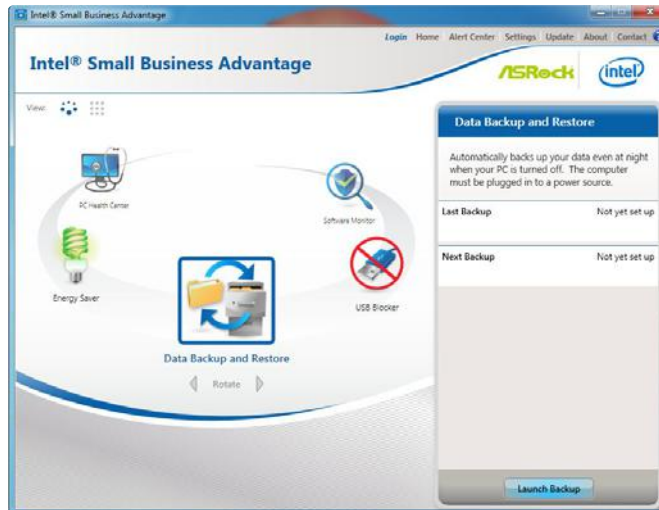 Intel® Small Business Advantage
Login Home Alert Center Settings Update About Contact
Intel® Small Business Advantage
ASRock
intel
View:
Data Backup and Restore
Automatically backs up your data even at night
when your PC is turned off. The computer
must be plugged in to a power source.
Last Backup Not yet set up
Next Backup Not yet set up
PC Health Center
Software Monitor
Energy Saver
USB Blocker
Data Backup and Restore
Rotate
Launch Backup